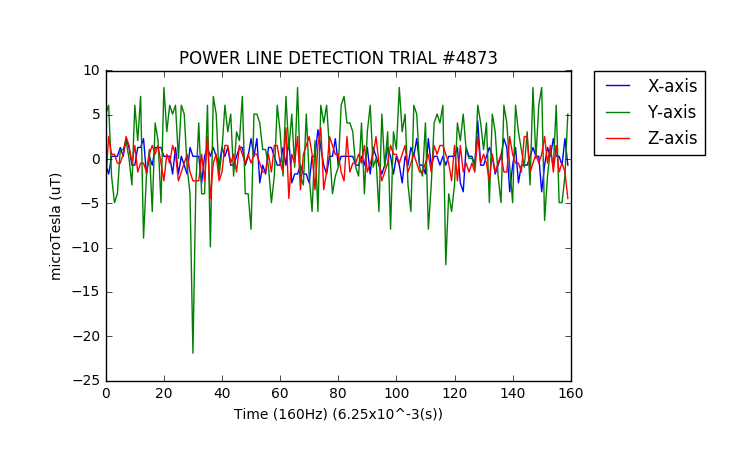 POWER LINE DETECTION TRIAL #4873
X-axis
Y-axis
Z-axis
microTesla (uT)
10
5
0
−5
−10
−15
−20
−25
0 20 40 60 80 100 120 140 160
Time (160Hz) (6.25x10^-3(s))